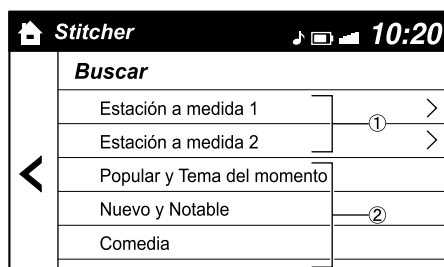 Stitcher 10:20
Buscar
Estación a medida 1
①
Estación a medida 2
Popular y Tema del momento
Nuevo y Notable
②
Comedia